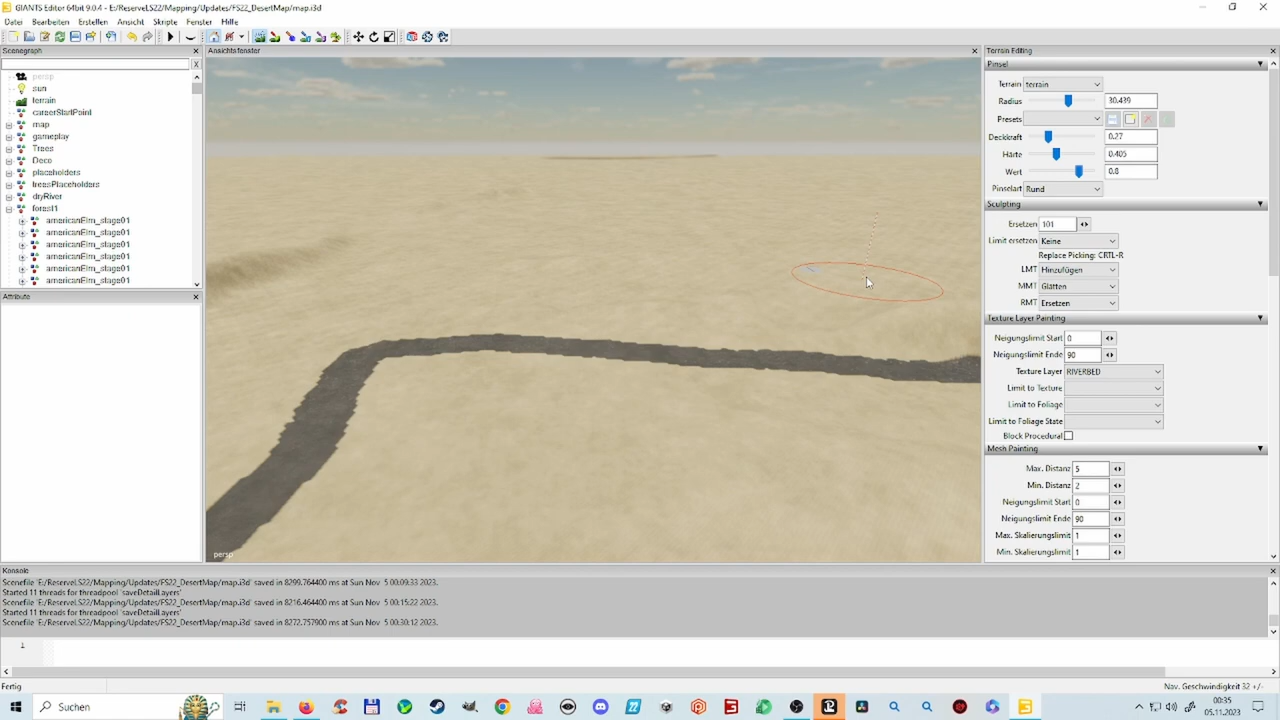 GIANTS Editor 64bit 9.0.4 - E:/ReserveLS22/Mapping/Updates/FS22_DesertMap/map.i3d
Datei Bearbeiten Erstellen Ansicht Skripte Fenster Hilfe
Scenegraph
X
persp
sun
terrain
careerStartPoint
map
gameplay
Trees
Deco
placeholders
treesPlaceholders
dryRiver
forest1
americanElm_stage01
americanElm_stage01
americanElm_stage01
americanElm_stage01
americanElm_stage01
americanElm_stage01
Attribute
Ansichtsfenster
persp
Terrain Editing
Pinsel
Terrain terrain
Radius 30.439
Presets
Deckkraft 0.27
Härte 0.405
Wert 0.8
Pinselart Rund
Sculpting
Ersetzen 101
Limit ersetzen Keine
Replace Picking: CRTL-R
LMT Hinzufügen
MMT Glätten
RMT Ersetzen
Texture Layer Painting
Neigungslimit Start 0
Neigungslimit Ende 90
Texture Layer RIVERBED
Limit to Texture
Limit to Foliage
Limit to Foliage State
Block Procedural
Mesh Painting
Max. Distanz 5
Min. Distanz 2
Neigungslimit Start 0
Neigungslimit Ende 90
Max. Skalierungslimit 1
Min. Skalierungslimit 1
Konsole
Scenefile 'E:/ReserveLS22/Mapping/Updates/FS22_DesertMap/map.i3d' saved in 8299.764400 ms at Sun Nov 5 00:09:33 2023.
Started 11 threads for threadpool 'saveDetailLayers'
Scenefile 'E:/ReserveLS22/Mapping/Updates/FS22_DesertMap/map.i3d' saved in 8216.464400 ms at Sun Nov 5 00:15:22 2023.
Started 11 threads for threadpool 'saveDetailLayers'
Scenefile 'E:/ReserveLS22/Mapping/Updates/FS22_DesertMap/map.i3d' saved in 8272.757900 ms at Sun Nov 5 00:30:12 2023.
1
Fertig
Nav. Geschwindigkeit 32 +/-
Suchen
00:35
05.11.2023